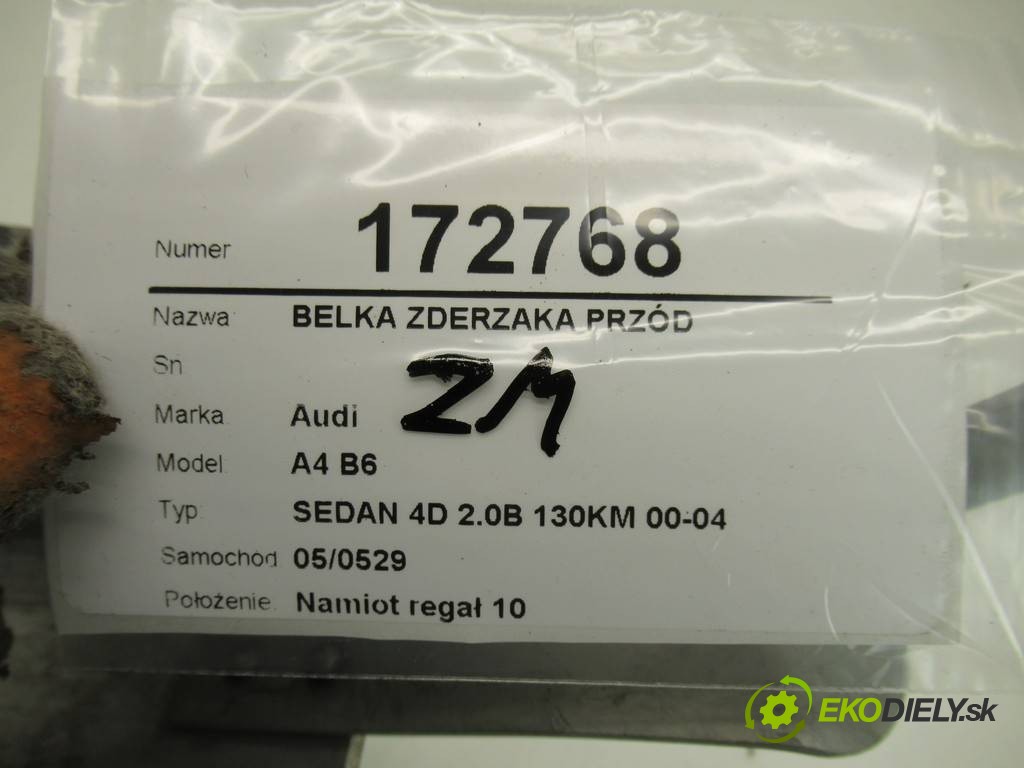 Numer 172768
Nazwa BELKA ZDERZAKA PRZÓD
Sn
ZM
Marka Audi
Model A4 B6
Typ SEDAN 4D 2.0B 130KM 00-04
Samochód 05/0529
Położenie Namiot regał 10
EKODIELY.sk